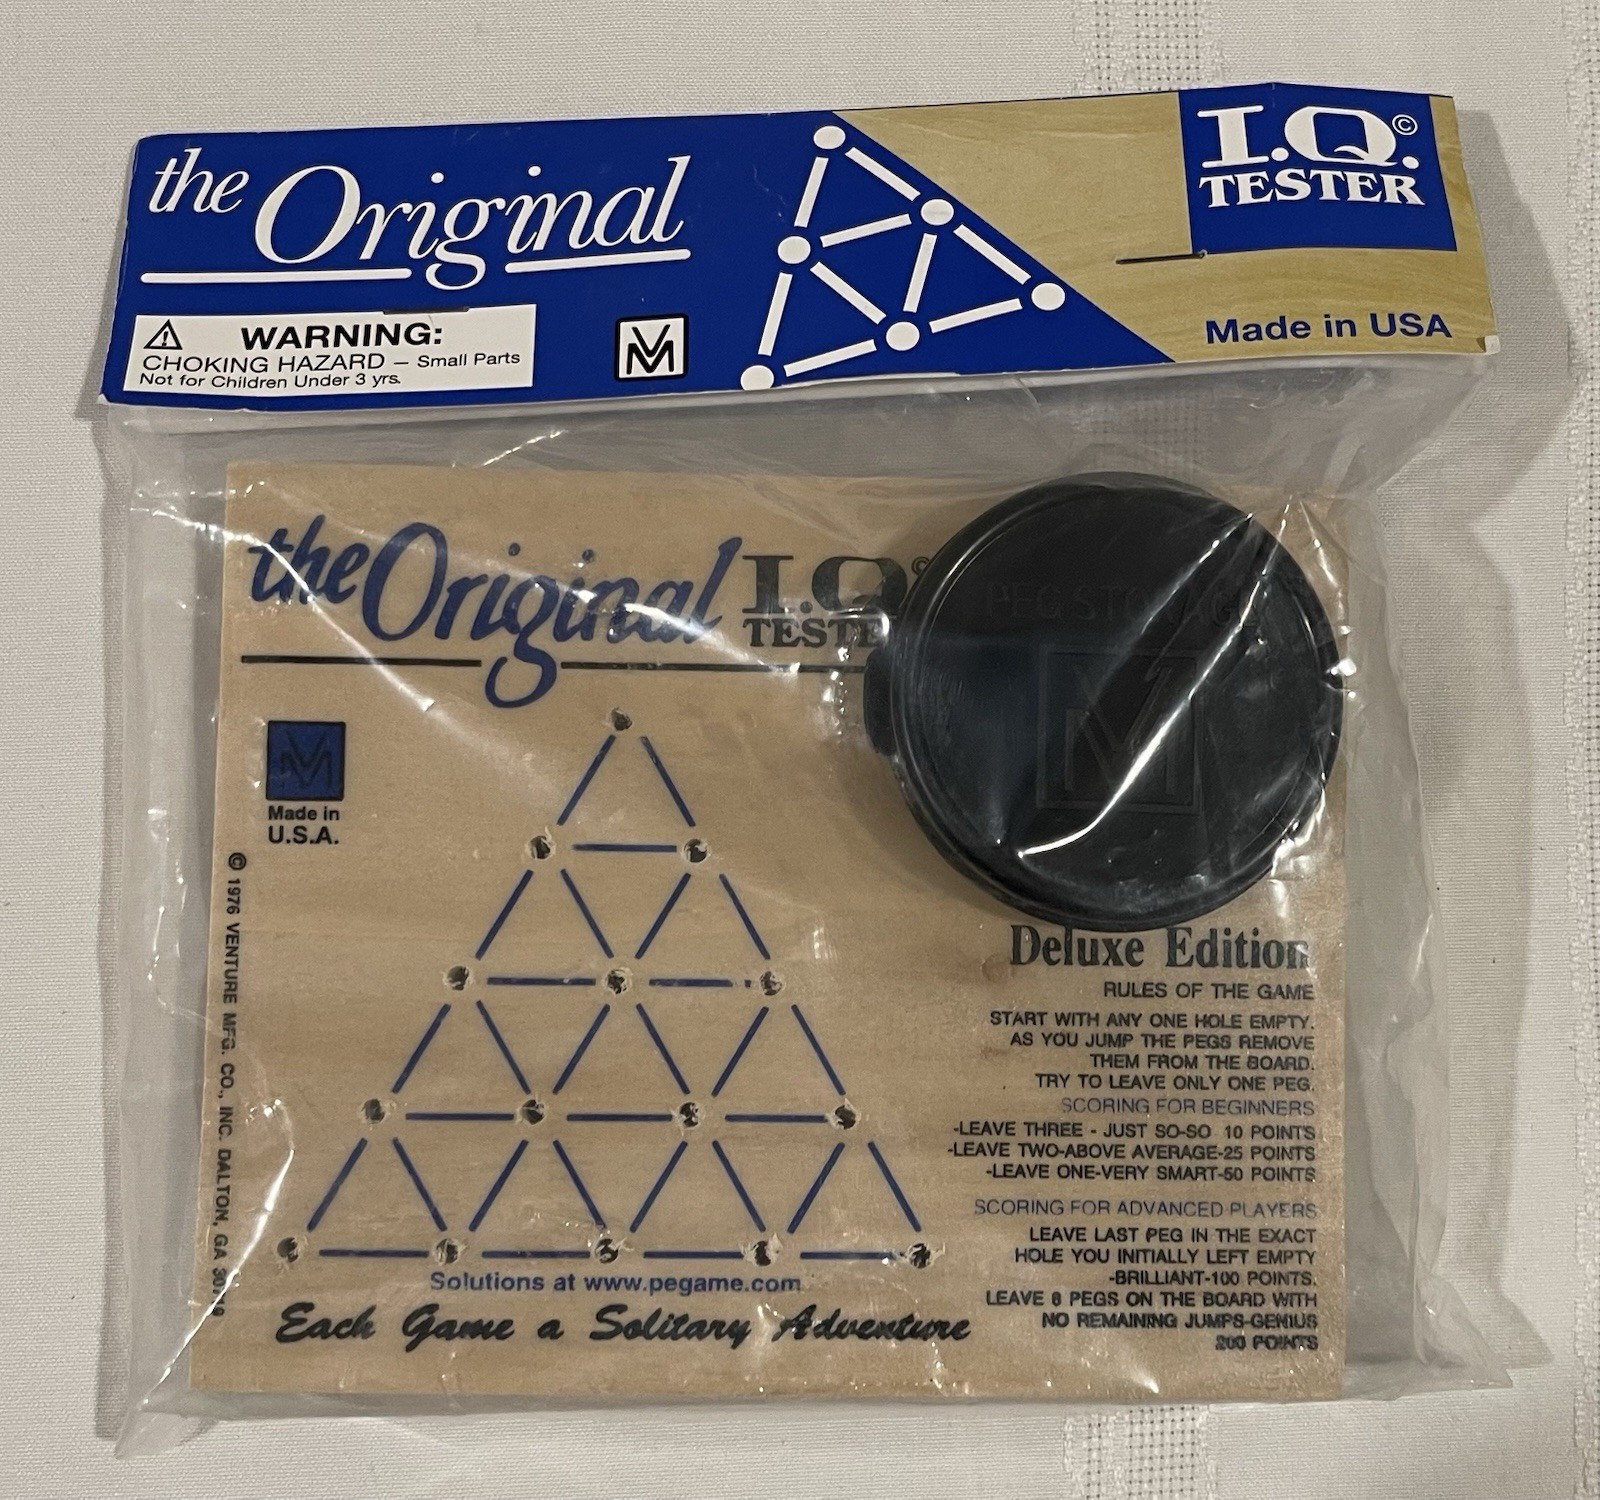 the Original
I.Q.©
TESTER
WARNING:
CHOKING HAZARD – Small Parts
Not for Children Under 3 yrs.
VM
Made in USA
the Original I.Q©
TESTE
PEG STORAGE
VM
VM
Made in
U.S.A.
© 1976 VENTURE MFG. CO., INC. DALTON, GA
Deluxe Edition
RULES OF THE GAME
START WITH ANY ONE HOLE EMPTY.
AS YOU JUMP THE PEGS REMOVE
THEM FROM THE BOARD.
TRY TO LEAVE ONLY ONE PEG.
SCORING FOR BEGINNERS
-LEAVE THREE - JUST SO-SO 10 POINTS
-LEAVE TWO-ABOVE AVERAGE-25 POINTS
-LEAVE ONE-VERY SMART-50 POINTS
SCORING FOR ADVANCED PLAYERS
LEAVE LAST PEG IN THE EXACT
HOLE YOU INITIALLY LEFT EMPTY
-BRILLIANT-100 POINTS.
LEAVE 8 PEGS ON THE BOARD WITH
NO REMAINING JUMPS-GENIUS
200 POINTS
Solutions at www.pegame.com
Each Game a Solitary Adventure